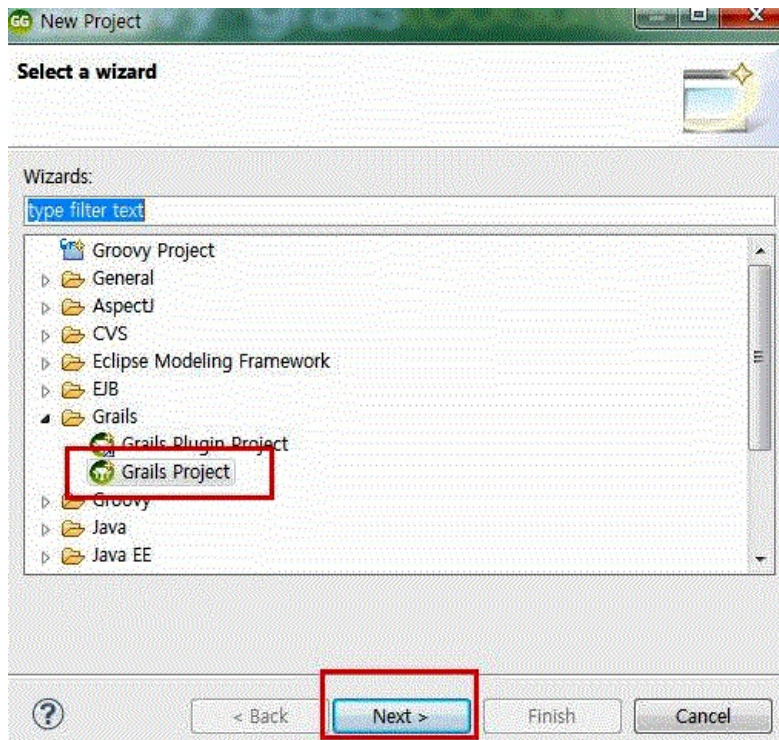 GG New Project
Select a wizard
Wizards:
type filter text
Groovy Project
General
AspectJ
CVS
Eclipse Modeling Framework
EJB
Grails
Grails Plugin Project
Grails Project
Groovy
Java
Java EE
< Back Next > Finish Cancel